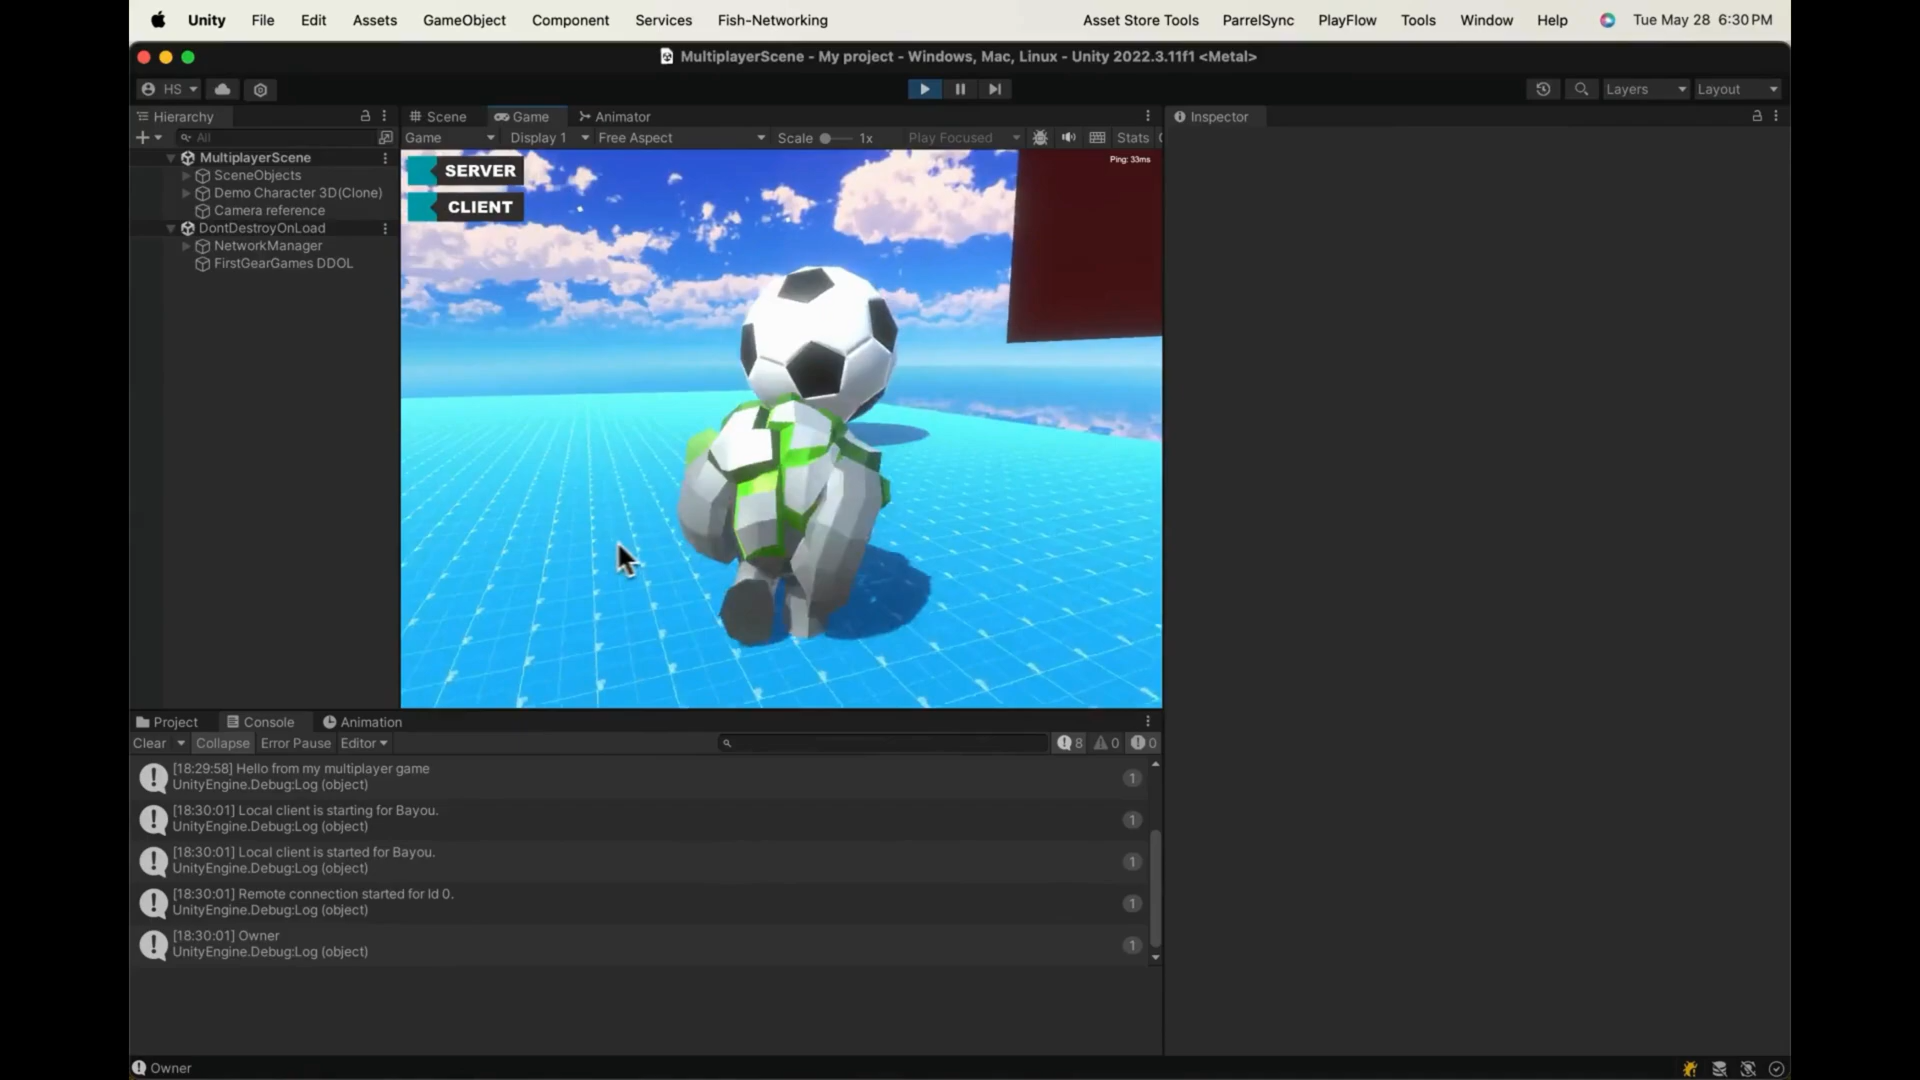 Unity File Edit Assets GameObject Component Services Fish-Networking Asset Store Tools ParrelSync PlayFlow Tools Window Help Tue May 28 6:30 PM
MultiplayerScene - My project - Windows, Mac, Linux - Unity 2022.3.11f1 <Metal>
HS Layers Layout
Hierarchy Scene Game Animator Inspector
All Game Display 1 Free Aspect Scale 1x Play Focused Stats
MultiplayerScene
SceneObjects
Demo Character 3D(Clone)
Camera reference
DontDestroyOnLoad
NetworkManager
FirstGearGames DDOL
Ping: 33ms
SERVER
CLIENT
Project Console Animation
Clear Collapse Error Pause Editor 8 0 0
[18:29:58] Hello from my multiplayer game
UnityEngine.Debug:Log (object) 1
[18:30:01] Local client is starting for Bayou.
UnityEngine.Debug:Log (object) 1
[18:30:01] Local client is started for Bayou.
UnityEngine.Debug:Log (object) 1
[18:30:01] Remote connection started for Id 0.
UnityEngine.Debug:Log (object) 1
[18:30:01] Owner
UnityEngine.Debug:Log (object) 1
Owner